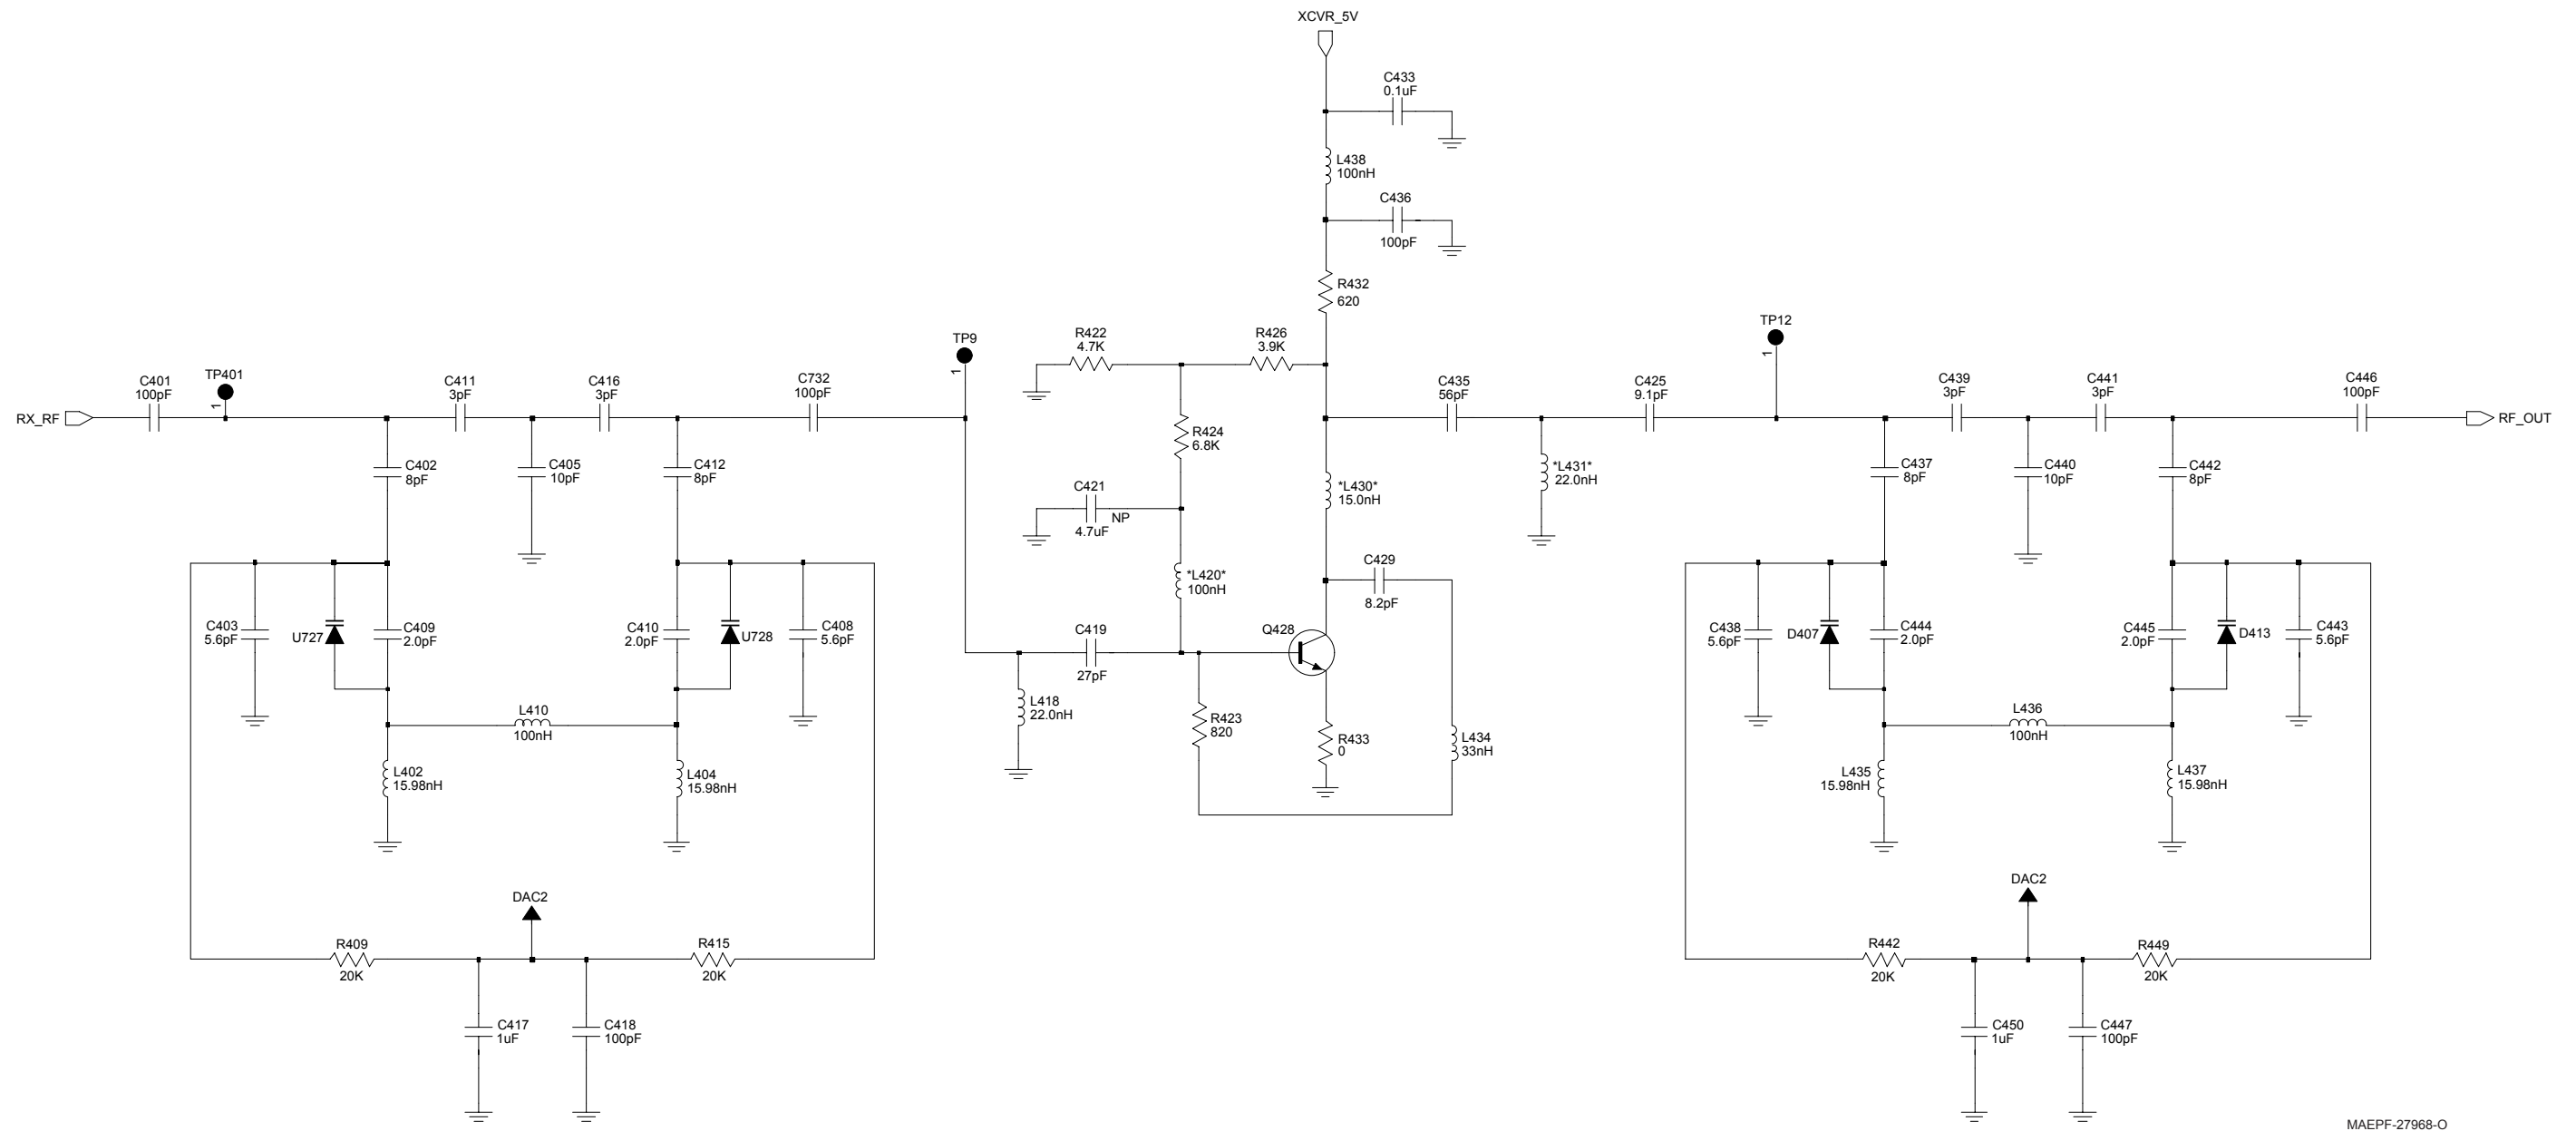 XCVR_5V
C433
0.1uF
L438
100nH
C436
100pF
R432
620
TP12
1
TP9
1
R422
4.7K
R426
3.9K
C401
100pF
TP401
1
C411
3pF
C416
3pF
C732
100pF
C435
56pF
C425
9.1pF
C439
3pF
C441
3pF
C446
100pF
RX_RF
RF_OUT
R424
6.8K
C402
8pF
C405
10pF
C412
8pF
*L431*
22.0nH
C437
8pF
C440
10pF
C442
8pF
C421
NP
4.7uF
*L430*
15.0nH
*L420*
100nH
C429
8.2pF
C403
5.6pF
U727
C409
2.0pF
C410
2.0pF
U728
C408
5.6pF
C419
27pF
Q428
C438
5.6pF
D407
C444
2.0pF
C445
2.0pF
D413
C443
5.6pF
L410
100nH
L418
22.0nH
R423
820
R433
0
L434
33nH
L436
100nH
L402
15.98nH
L404
15.98nH
L435
15.98nH
L437
15.98nH
DAC2
DAC2
R409
20K
R415
20K
R442
20K
R449
20K
C417
1uF
C418
100pF
C450
1uF
C447
100pF
MAEPF-27968-O